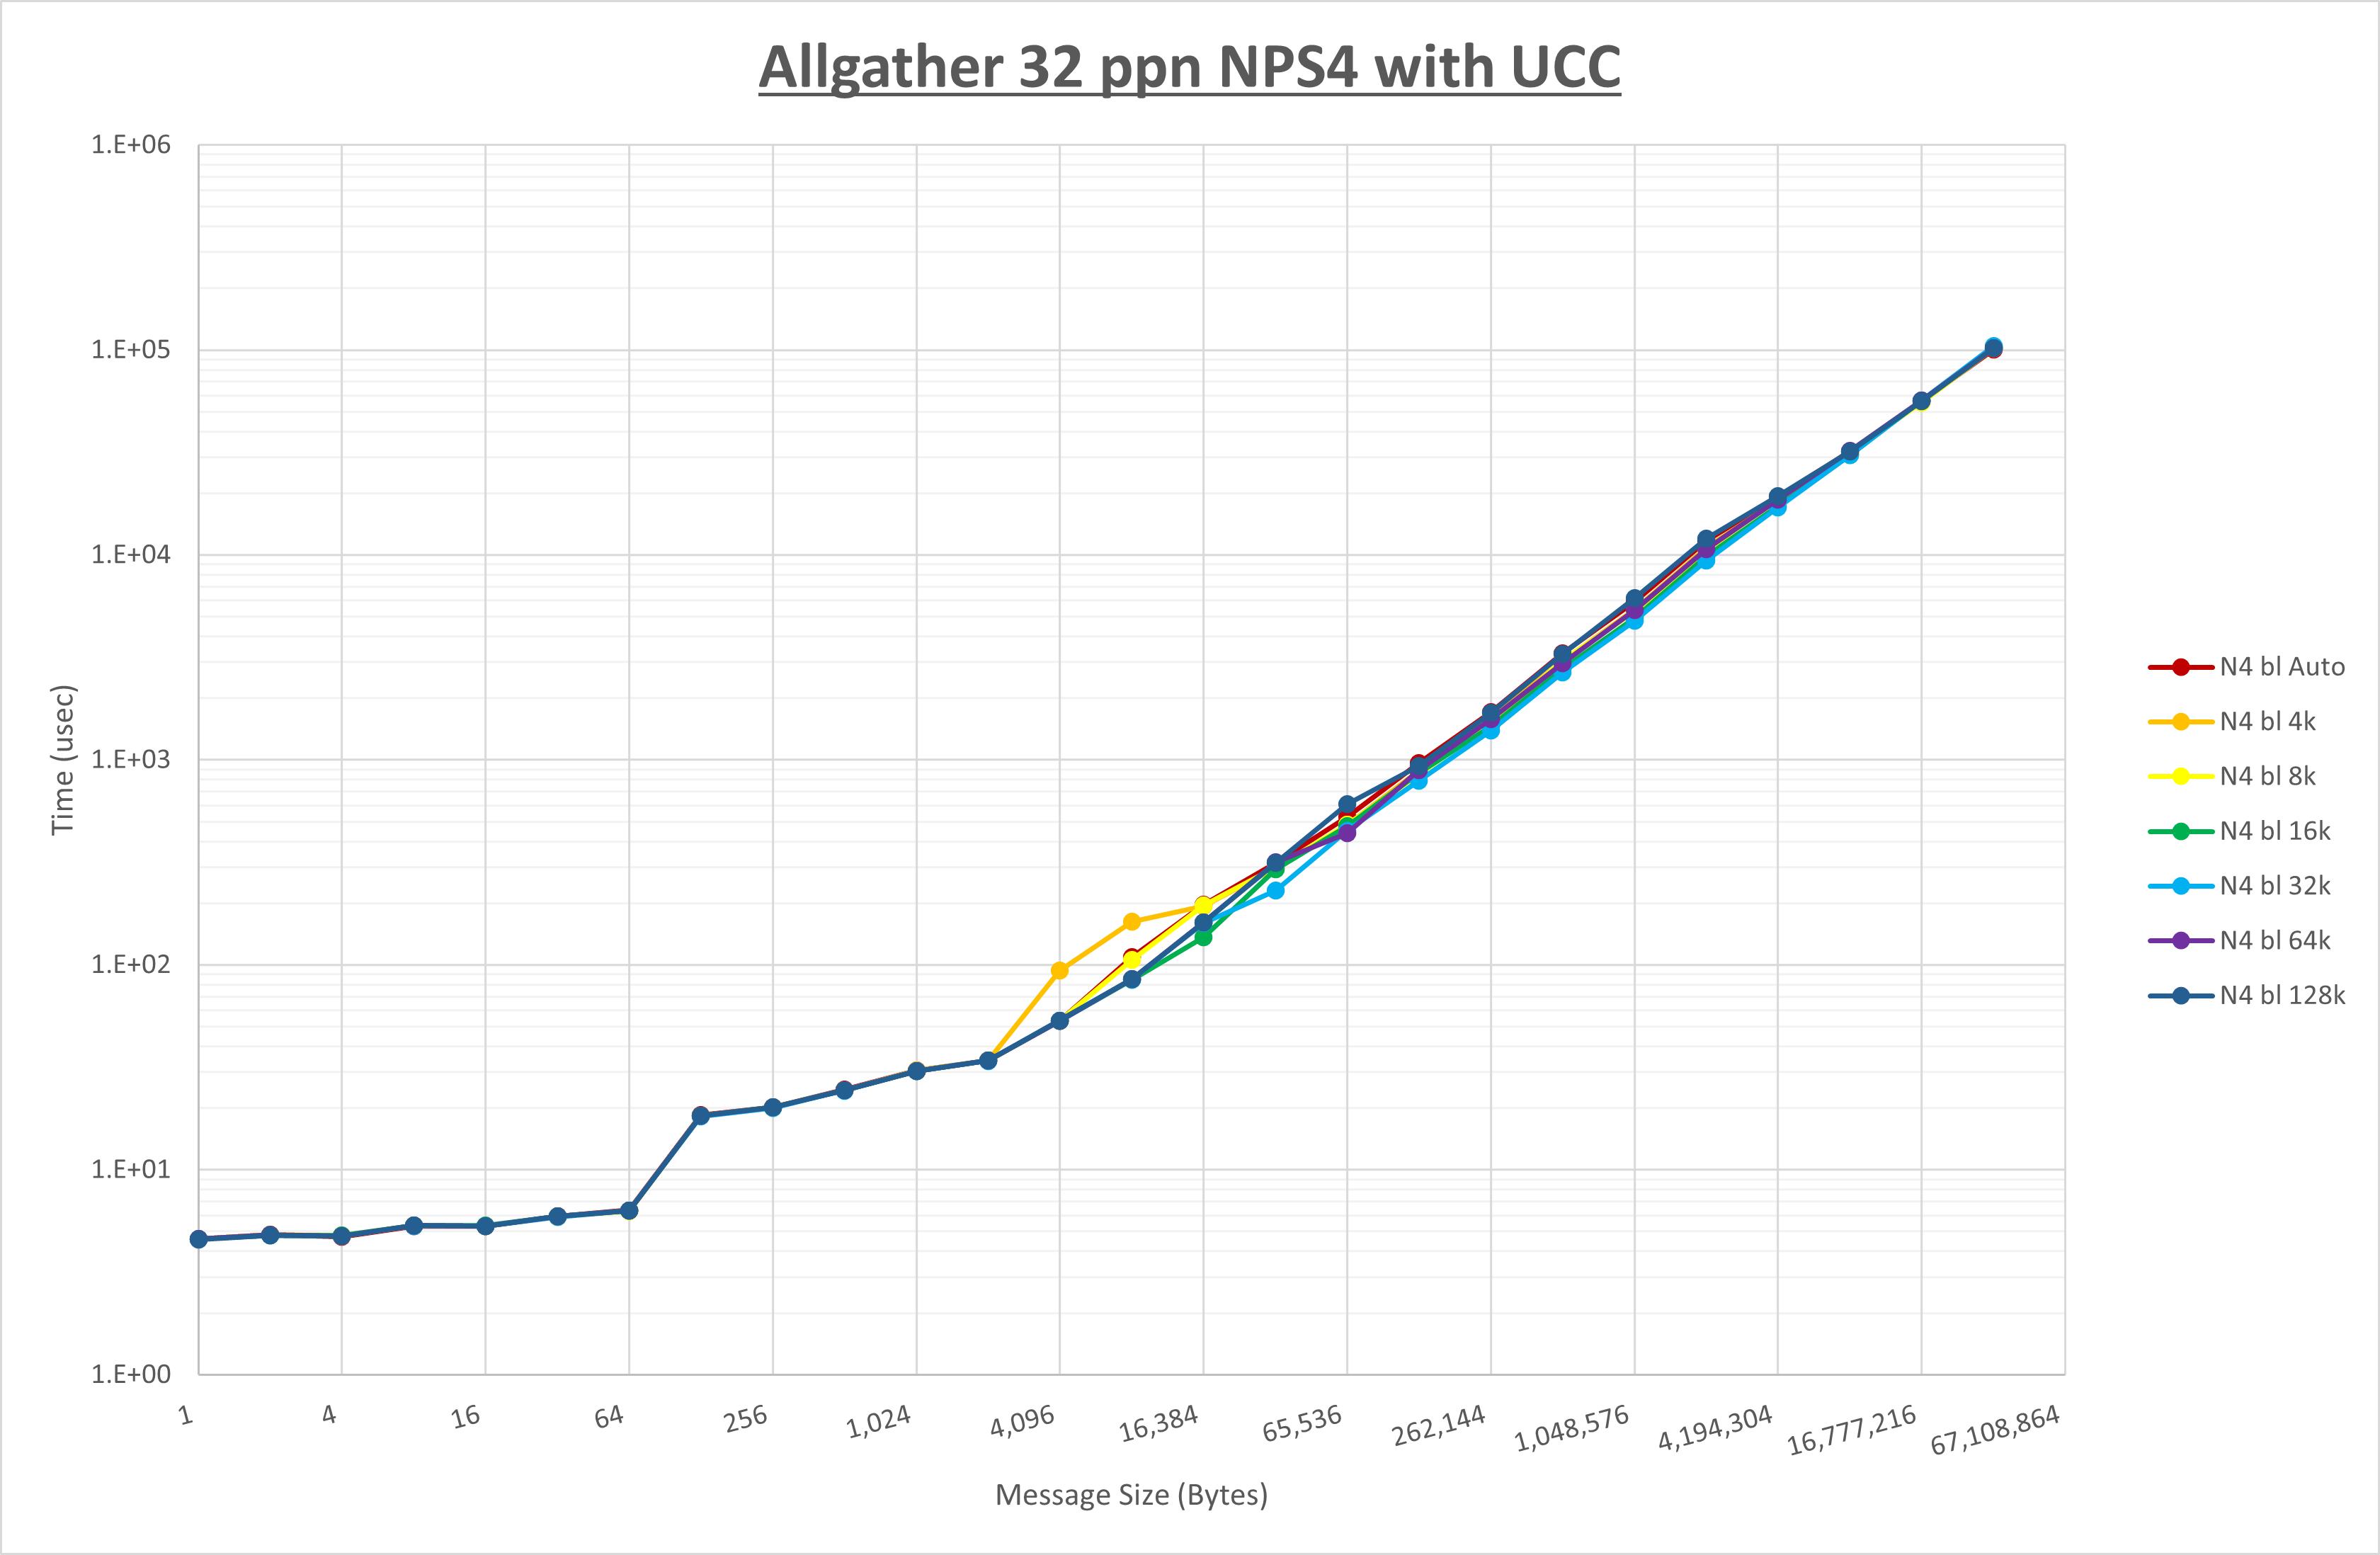 Allgather 32 ppn NPS4 with UCC
1.E+06
1.E+05
1.E+04
1.E+03
1.E+02
1.E+01
1.E+00
Time (usec)
1
4
16
64
256
1,024
4,096
16,384
65,536
262,144
1,048,576
4,194,304
16,777,216
67,108,864
Message Size (Bytes)
N4 bl Auto
N4 bl 4k
N4 bl 8k
N4 bl 16k
N4 bl 32k
N4 bl 64k
N4 bl 128k